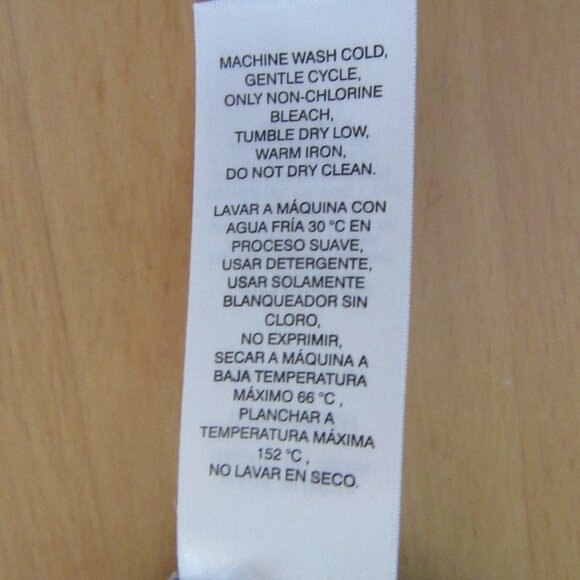 MACHINE WASH COLD,
GENTLE CYCLE,
ONLY NON-CHLORINE
BLEACH,
TUMBLE DRY LOW,
WARM IRON,
DO NOT DRY CLEAN.
LAVAR A MÁQUINA CON
AGUA FRÍA 30 °C EN
PROCESO SUAVE,
USAR DETERGENTE,
USAR SOLAMENTE
BLANQUEADOR SIN
CLORO,
NO EXPRIMIR,
SECAR A MÁQUINA A
BAJA TEMPERATURA
MÁXIMO 66 °C ,
PLANCHAR A
TEMPERATURA MÁXIMA
152 °C ,
NO LAVAR EN SECO.